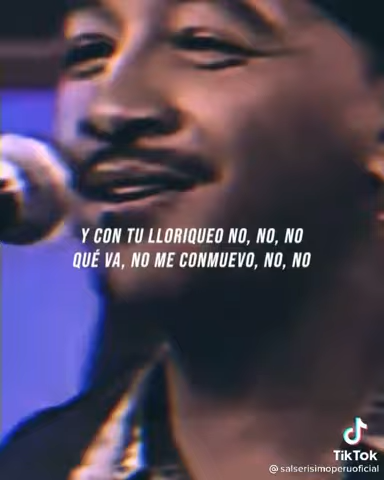 Y CON TU LLORIQUEO NO, NO, NO
QUÉ VA, NO ME CONMUEVO, NO, NO
TikTok
@salserisimoperuoficial